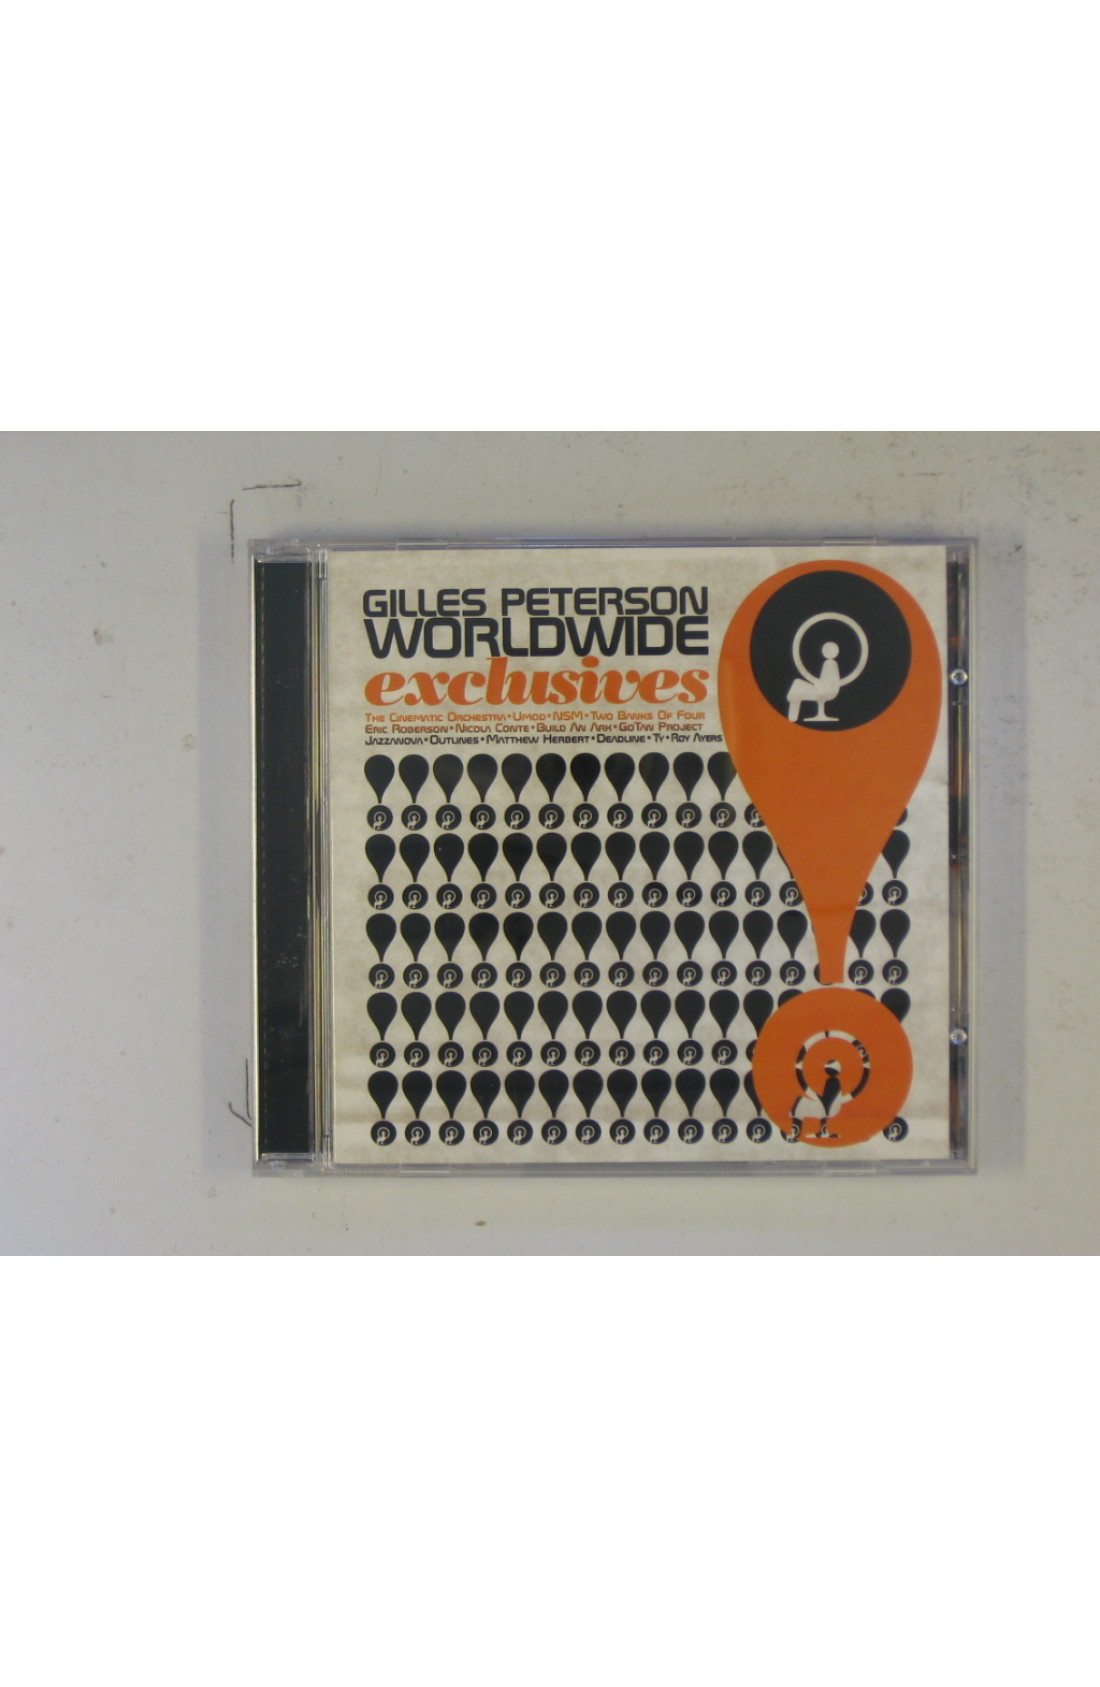 GILLES PETERSON
WORLDWIDE
exclusives
The Cinematic Orchestra • Umod • NSM • Two Banks Of Four
Eric Roberson • Nicola Conte • Build An Ark • GoTan Project
Jazzanova • Outlines • Matthew Herbert • Deadline • Ty • Roy Ayers